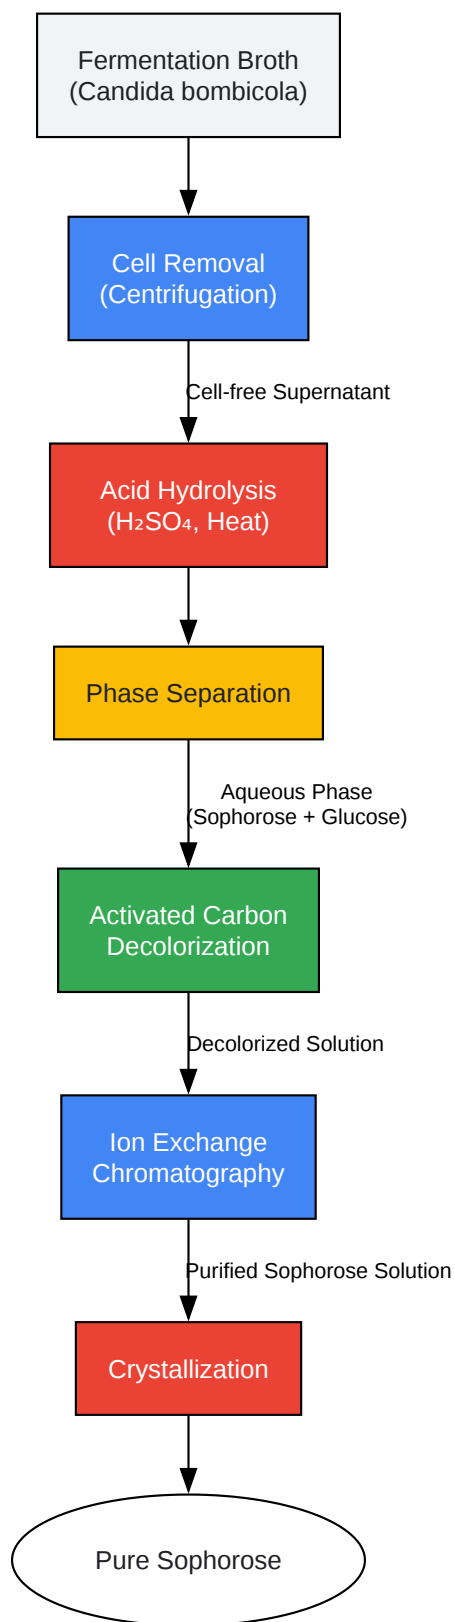 Fermentation Broth
(Candida bombicola)
Cell Removal
(Centrifugation)
Cell-free Supernatant
Acid Hydrolysis
(H₂SO₄, Heat)
Phase Separation
Aqueous Phase
(Sophorose + Glucose)
Activated Carbon
Decolorization
Decolorized Solution
Ion Exchange
Chromatography
Purified Sophorose Solution
Crystallization
Pure Sophorose